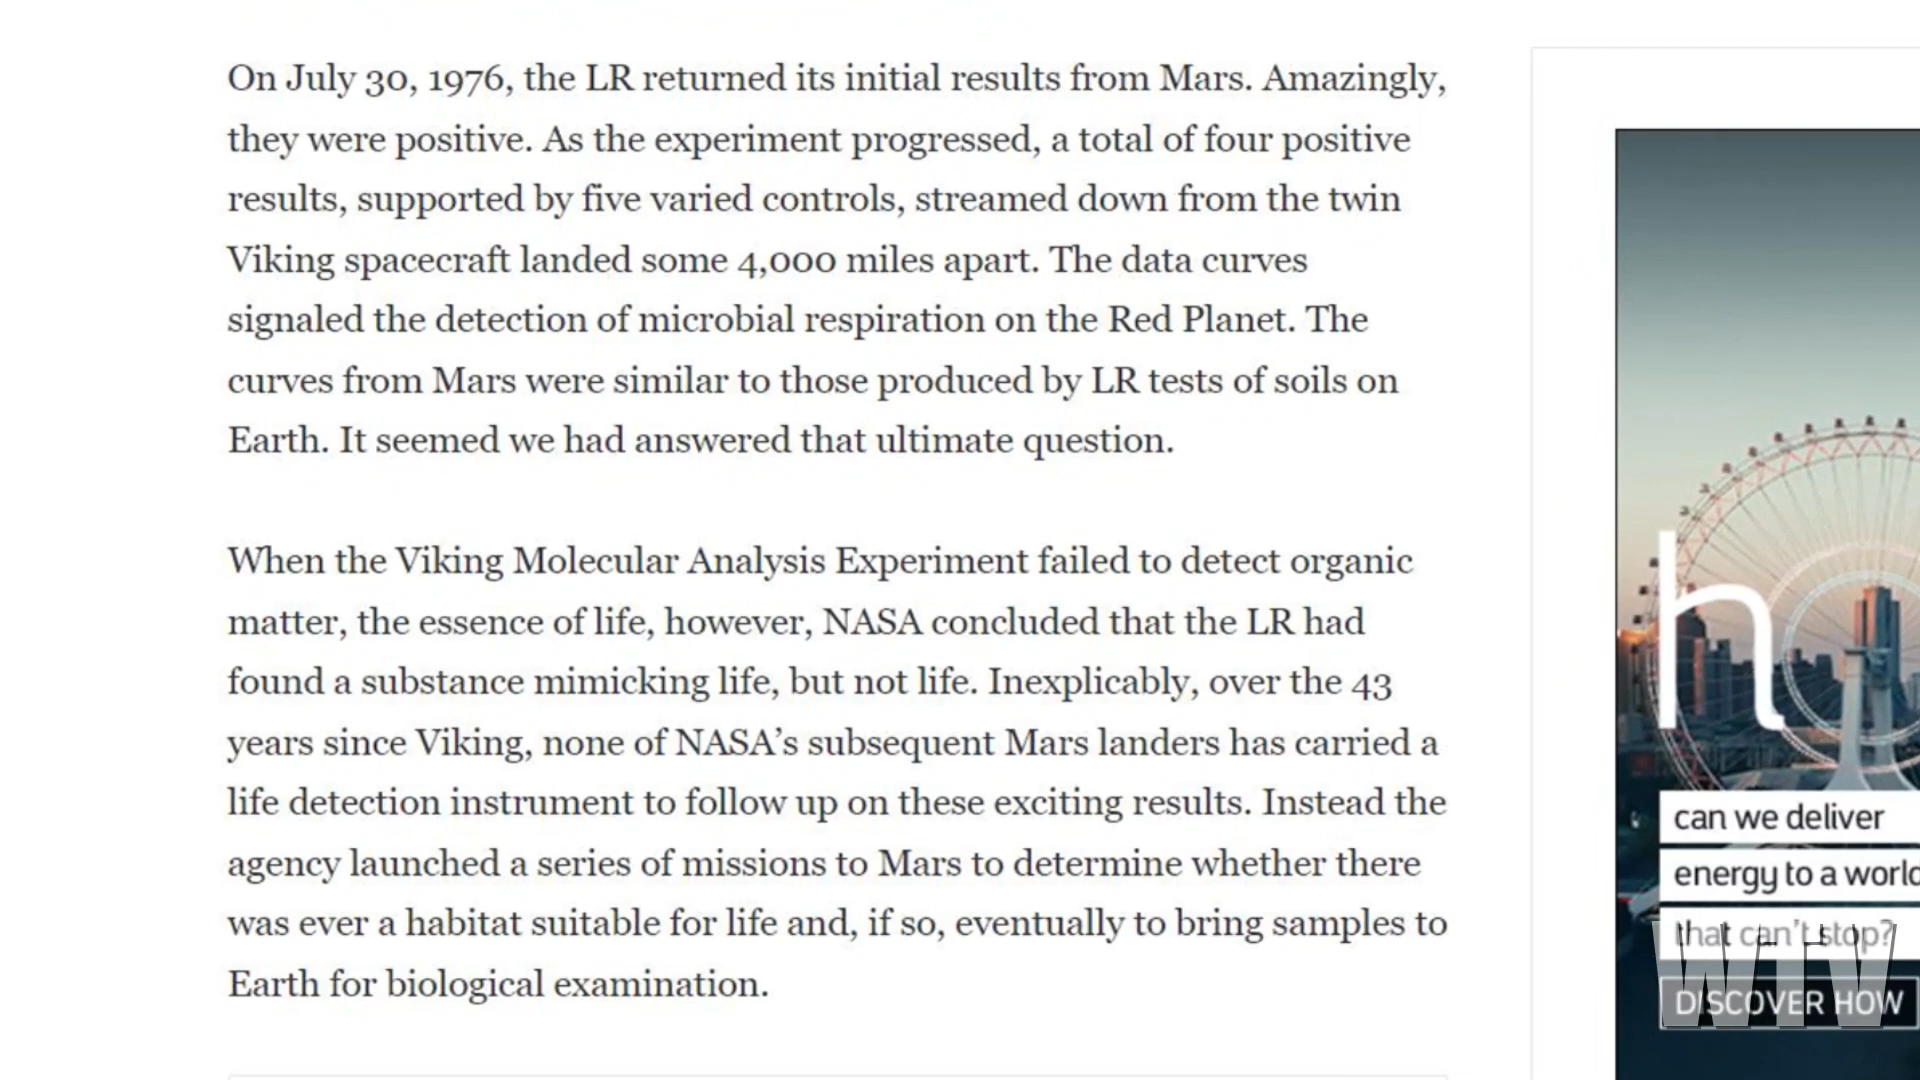 On July 30, 1976, the LR returned its initial results from Mars. Amazingly,
they were positive. As the experiment progressed, a total of four positive
results, supported by five varied controls, streamed down from the twin
Viking spacecraft landed some 4,000 miles apart. The data curves
signaled the detection of microbial respiration on the Red Planet. The
curves from Mars were similar to those produced by LR tests of soils on
Earth. It seemed we had answered that ultimate question.
When the Viking Molecular Analysis Experiment failed to detect organic
matter, the essence of life, however, NASA concluded that the LR had
found a substance mimicking life, but not life. Inexplicably, over the 43
years since Viking, none of NASA’s subsequent Mars landers has carried a
life detection instrument to follow up on these exciting results. Instead the
agency launched a series of missions to Mars to determine whether there
was ever a habitat suitable for life and, if so, eventually to bring samples to
Earth for biological examination.
h
can we deliver
energy to a world
that can't stop?
DISCOVER HOW
WTV